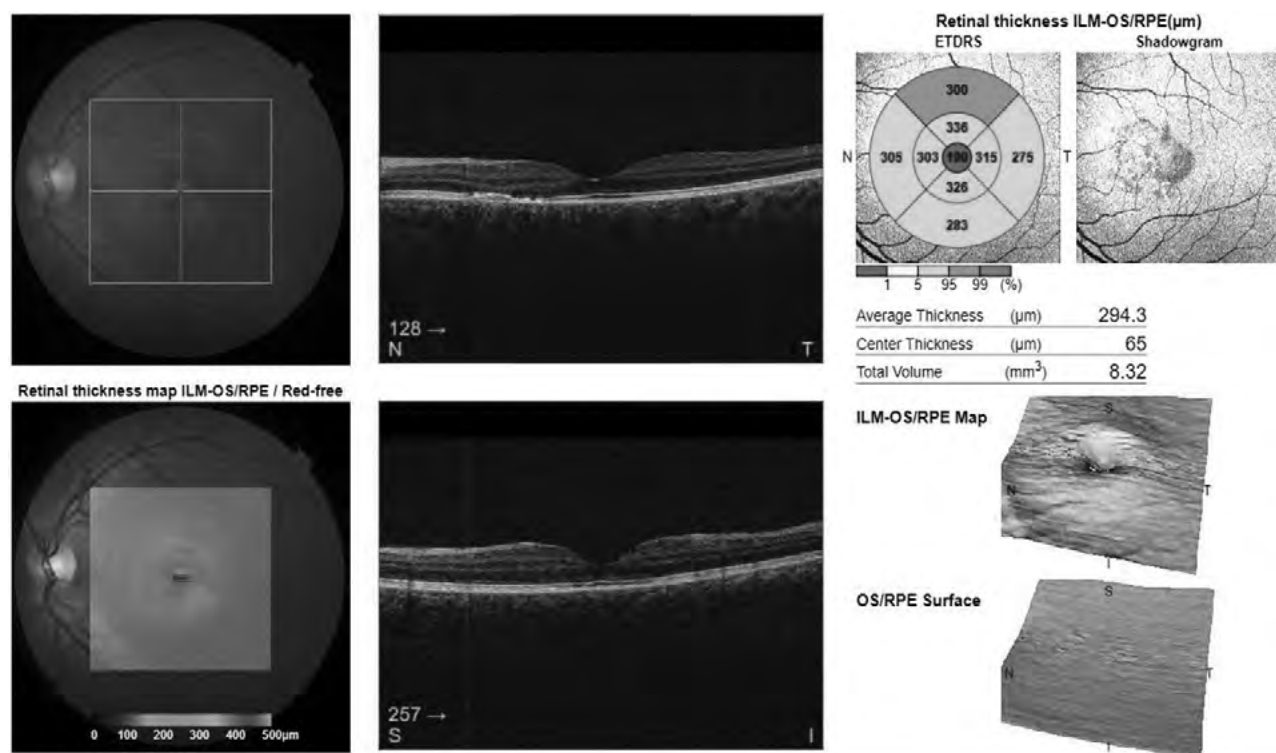 Retinal thickness ILM-OS/RPE(µm)
ETDRS
Shadowgram
300
336
N 305 303 190 315 275 T
326
283
1 5 95 99 (%)
Average Thickness (µm) 294.3
Center Thickness (µm) 65
Total Volume (mm³) 8.32
128 →
N T
Retinal thickness map ILM-OS/RPE / Red-free
0 100 200 300 400 500µm
257 →
S I
ILM-OS/RPE Map
S
N T
I
OS/RPE Surface
S
N T
I